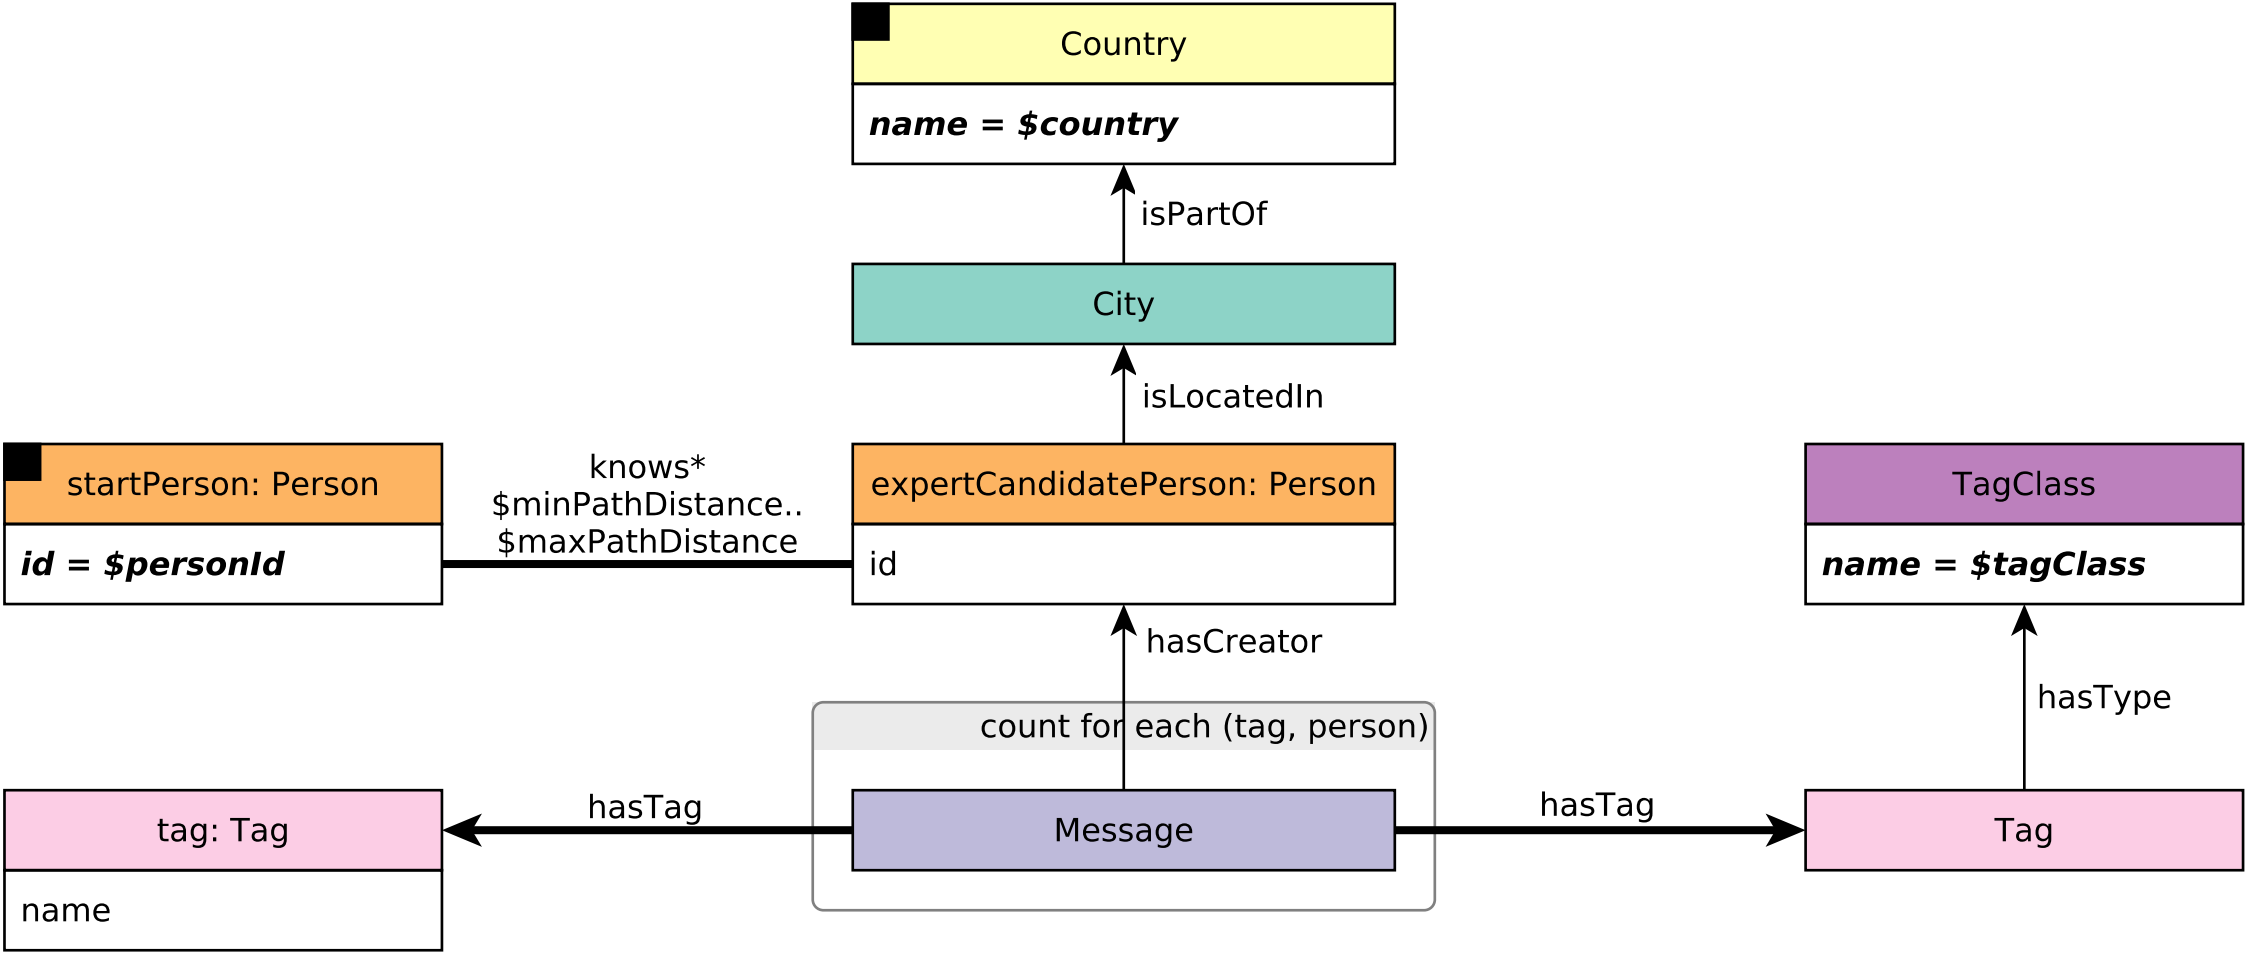 Country
name = $country
isPartOf
City
isLocatedIn
startPerson: Person
id = $personId
knows*
$minPathDistance..
$maxPathDistance
expertCandidatePerson: Person
id
TagClass
name = $tagClass
hasCreator
hasType
count for each (tag, person)
tag: Tag
name
hasTag
Message
hasTag
Tag